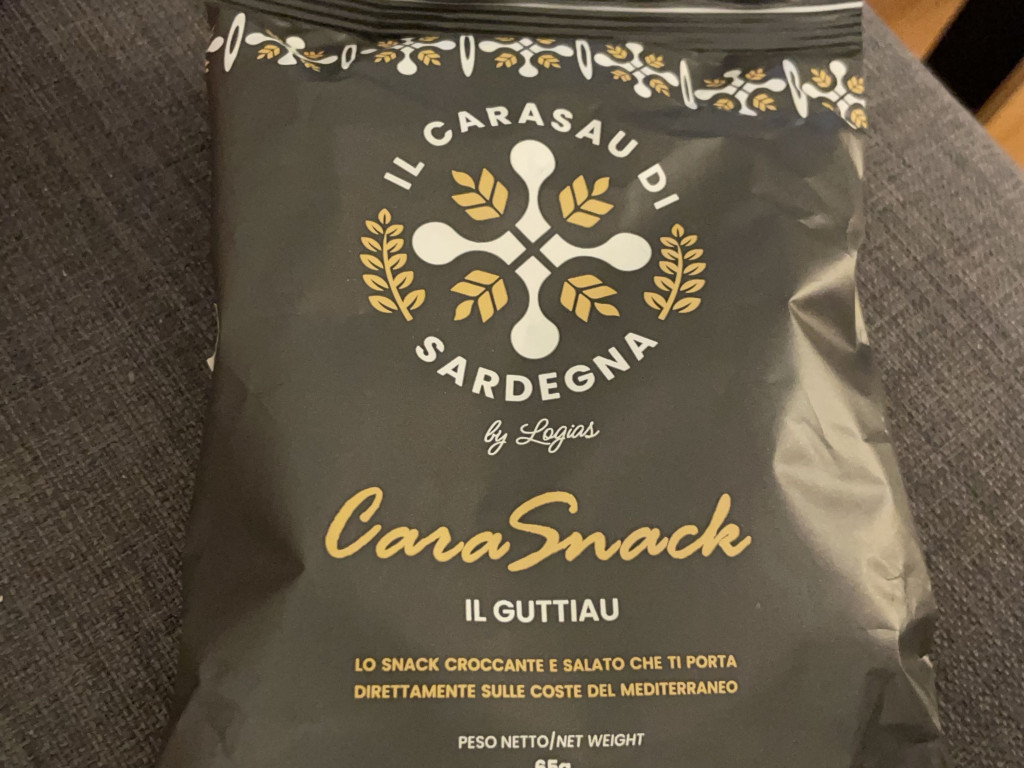 IL CARASAU DI
SARDEGNA
by Logias
CaraSnack
IL GUTTIAU
LO SNACK CROCCANTE E SALATO CHE TI PORTA
DIRETTAMENTE SULLE COSTE DEL MEDITERRANEO
PESO NETTO/NET WEIGHT
65g